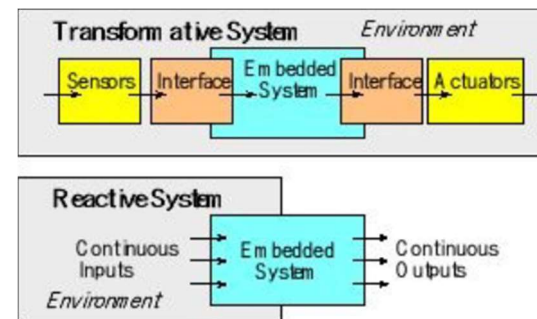 Transformative System
Environment
Sensors
Interface
Embedded
System
Interface
Actuators
Reactive System
Continuous
Inputs
Environment
Embedded
System
Continuous
Outputs